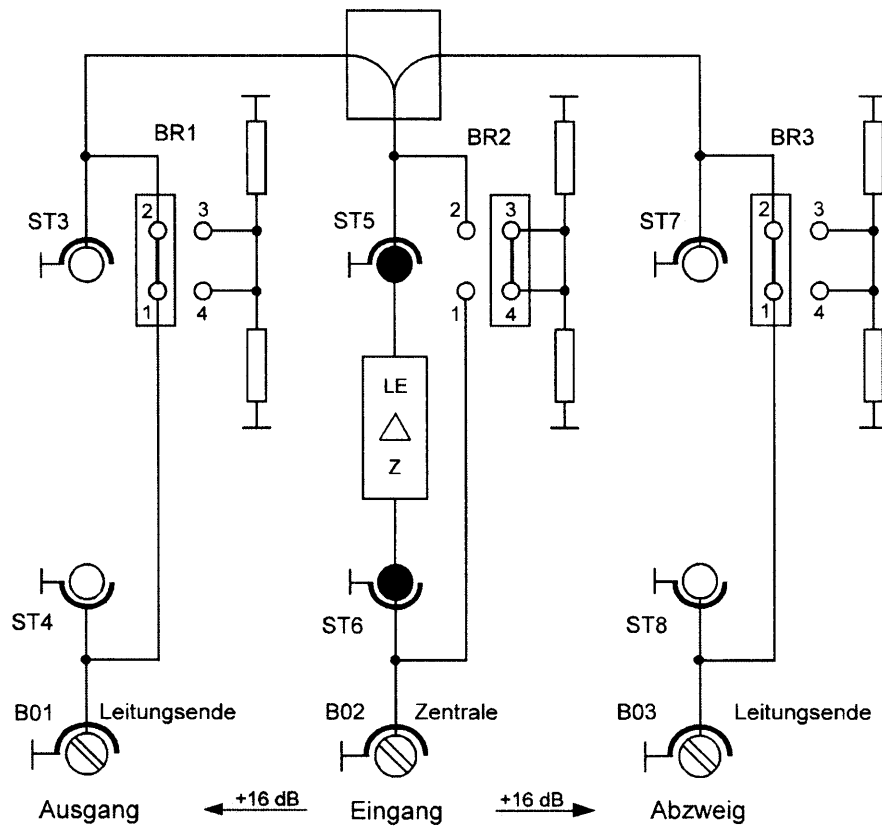 BR1
BR2
BR3
2 3
2 3
2 3
ST3
ST5
ST7
1 4
1 4
1 4
LE
Z
ST4
ST6
ST8
B01 Leitungsende
B02 Zentrale
B03 Leitungsende
Ausgang
+16 dB
Eingang
+16 dB
Abzweig